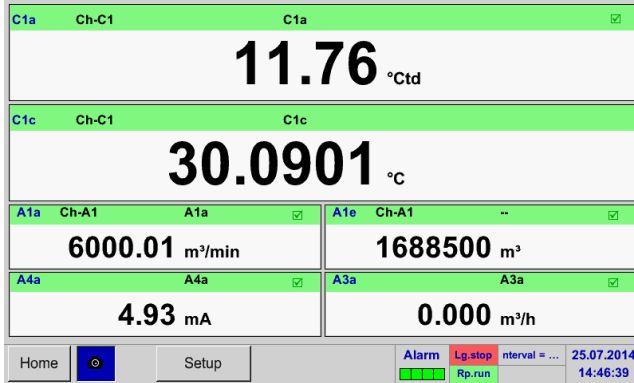 C1a Ch-C1 C1a
11.76 °Ctd
C1c Ch-C1 C1c
30.0901 °C
A1a Ch-A1 A1a
6000.01 m³/min
A1e Ch-A1 --
1688500 m³
A4a A4a
4.93 mA
A3a A3a
0.000 m³/h
Home Setup
Alarm
Lg.stop nterval = ...
Rp.run
25.07.2014
14:46:39